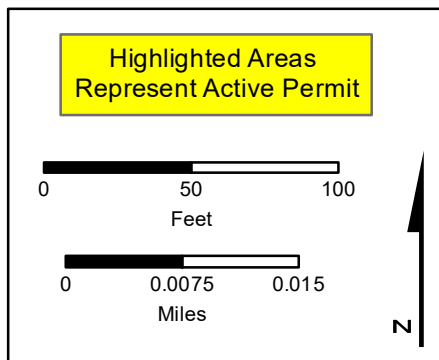 Highlighted Areas
Represent Active Permit
0 50 100
Feet
0 0.0075 0.015
Miles
N